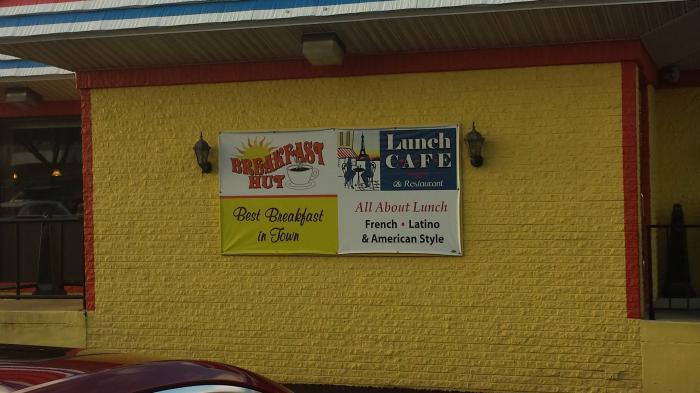 BREAKFAST
HUT
Best Breakfast
in Town
Lunch
CAFE
& Restaurant
All About Lunch
French • Latino
& American Style